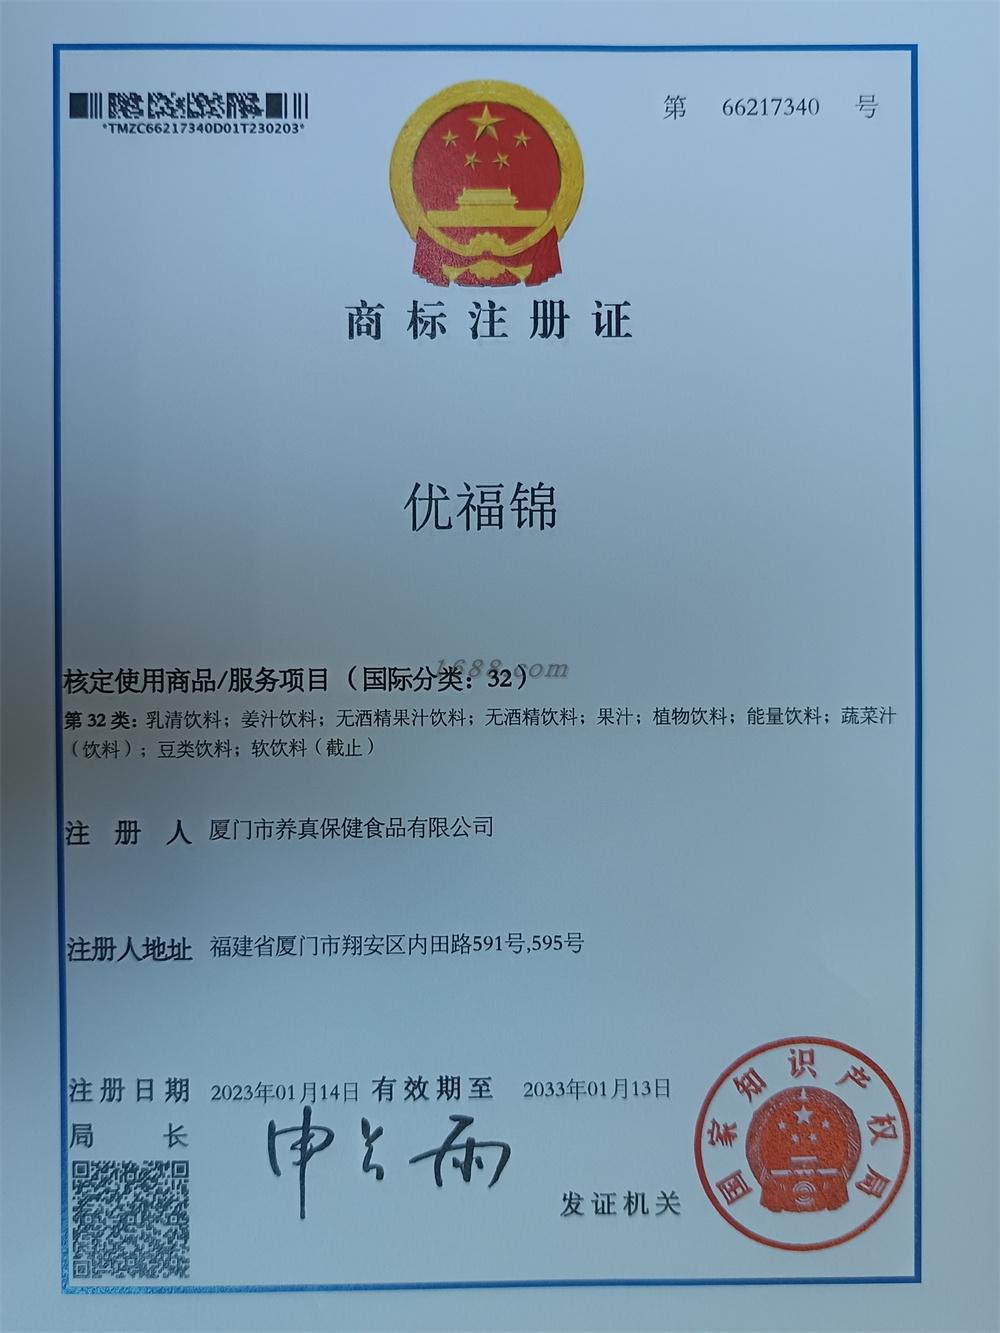 *TMZC66217340D01T230203*
第 66217340 号
商标注册证
优福锦
1688.com
核定使用商品/服务项目（国际分类：32）
第 32 类：乳清饮料；姜汁饮料；无酒精果汁饮料；无酒精饮料；果汁；植物饮料；能量饮料；蔬菜汁
（饮料）；豆类饮料；软饮料（截止）
注册人 厦门市养真保健食品有限公司
注册人地址 福建省厦门市翔安区内田路591号,595号
注册日期 2023年01月14日 有效期至 2033年01月13日
局长 申长雨
发证机关
国家知识产权局